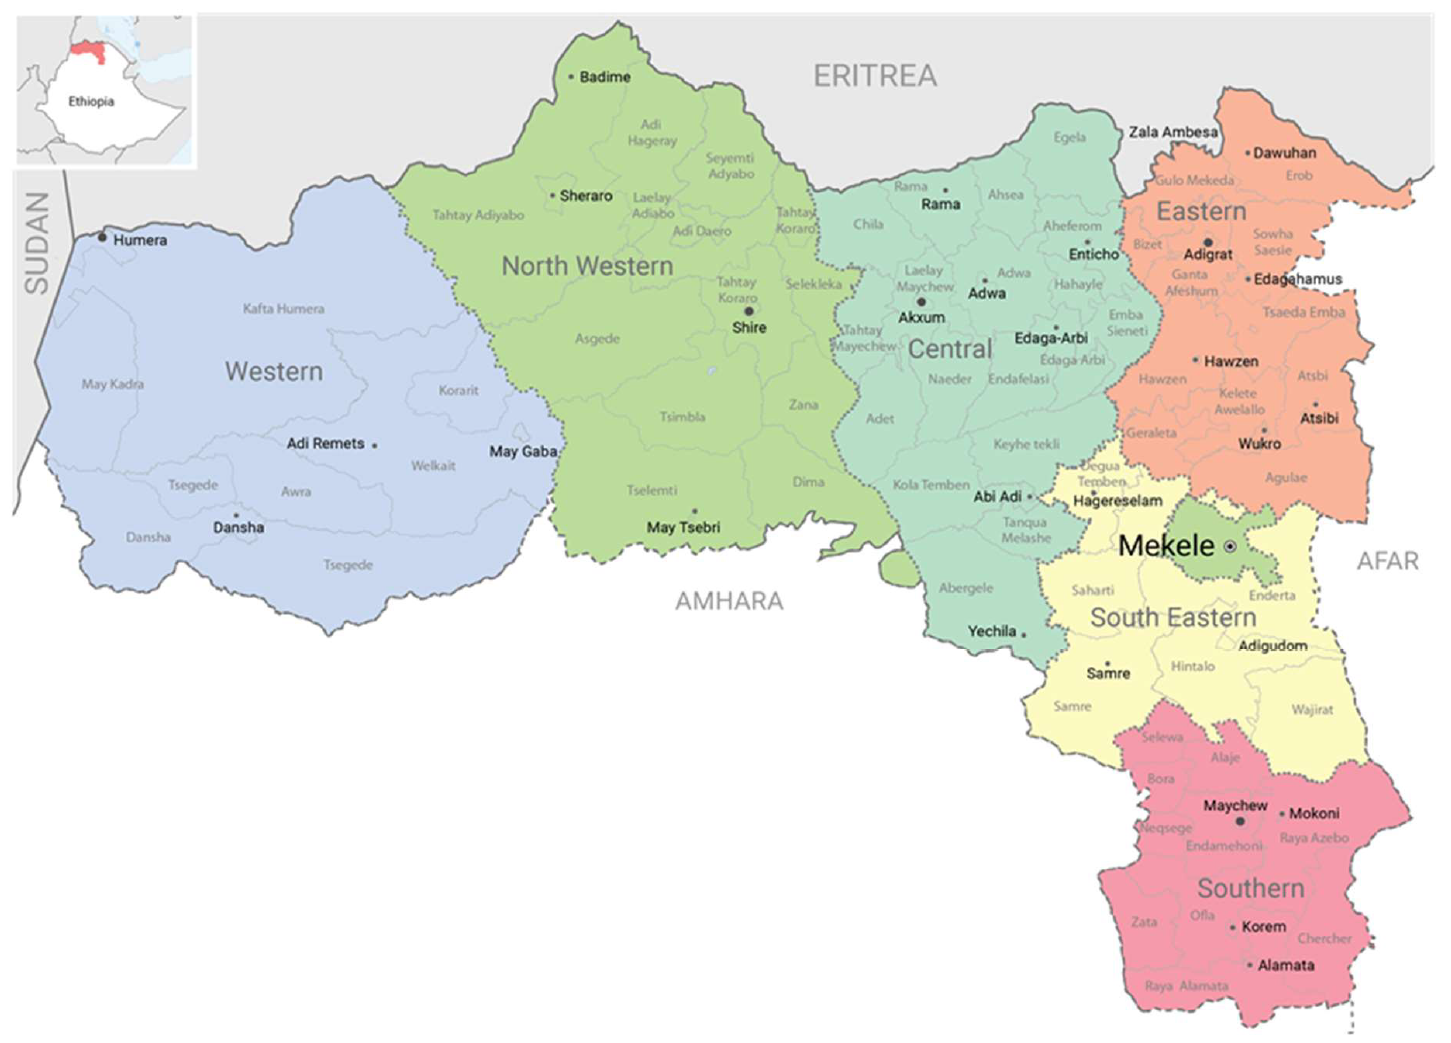 Ethiopia
ERITREA
SUDAN
AMHARA
AFAR
Badime
Adi
Hageray
Seyemti
Adyabo
Sheraro
Laelay
Adiabo
Tahtay Adiyabo
Adi Daero
Tahtay
Koraro
North Western
Tahtay
Koraro
Selekleka
Shire
Asgede
Tsimbla
Zana
Tselemti
Dima
May Tsebri
Humera
Kafta Humera
Western
May Kadra
Korarit
Adi Remets
May Gaba
Welkait
Tsegede
Awra
Dansha
Dansha
Tsegede
Egela
Rama
Rama
Ahsea
Chila
Aheferom
Enticho
Laelay
Maychew
Adwa
Adwa
Hahayle
Akxum
Emba
Sieneti
Tahtay
Mayechew
Edaga-Arbi
Central
Edaga Arbi
Naeder
Endafelasi
Adet
Keyhe tekli
Kola Temben
Abi Adi
Tanqua
Melashe
Abergele
Yechila
Zala Ambesa
Dawuhan
Erob
Gulo Mekeda
Eastern
Bizet
Sowha
Saesie
Adigrat
Ganta
Afeshum
Edagahamus
Tsaeda Emba
Hawzen
Hawzen
Atsbi
Kelete
Awelallo
Atsibi
Geraleta
Wukro
Agulae
Degua
Temben
Hagereselam
Mekele
Saharti
Enderta
South Eastern
Adigudom
Samre
Hintalo
Samre
Wajirat
Selewa
Alaje
Bora
Maychew
Mokoni
Neqsege
Raya Azebo
Endamehoni
Southern
Zata
Ofla
Korem
Chercher
Alamata
Raya Alamata